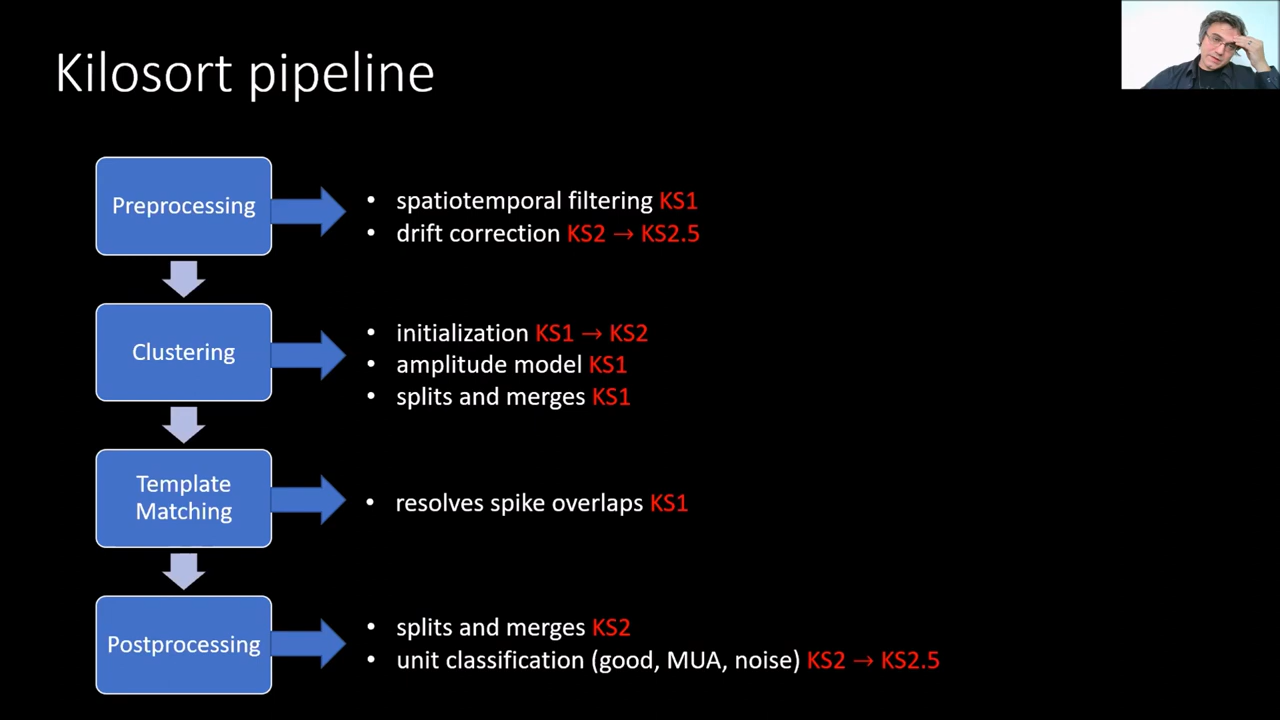 Kilosort pipeline
Preprocessing
• spatiotemporal filtering KS1
• drift correction KS2 → KS2.5
Clustering
• initialization KS1 → KS2
• amplitude model KS1
• splits and merges KS1
Template
Matching
• resolves spike overlaps KS1
Postprocessing
• splits and merges KS2
• unit classification (good, MUA, noise) KS2 → KS2.5